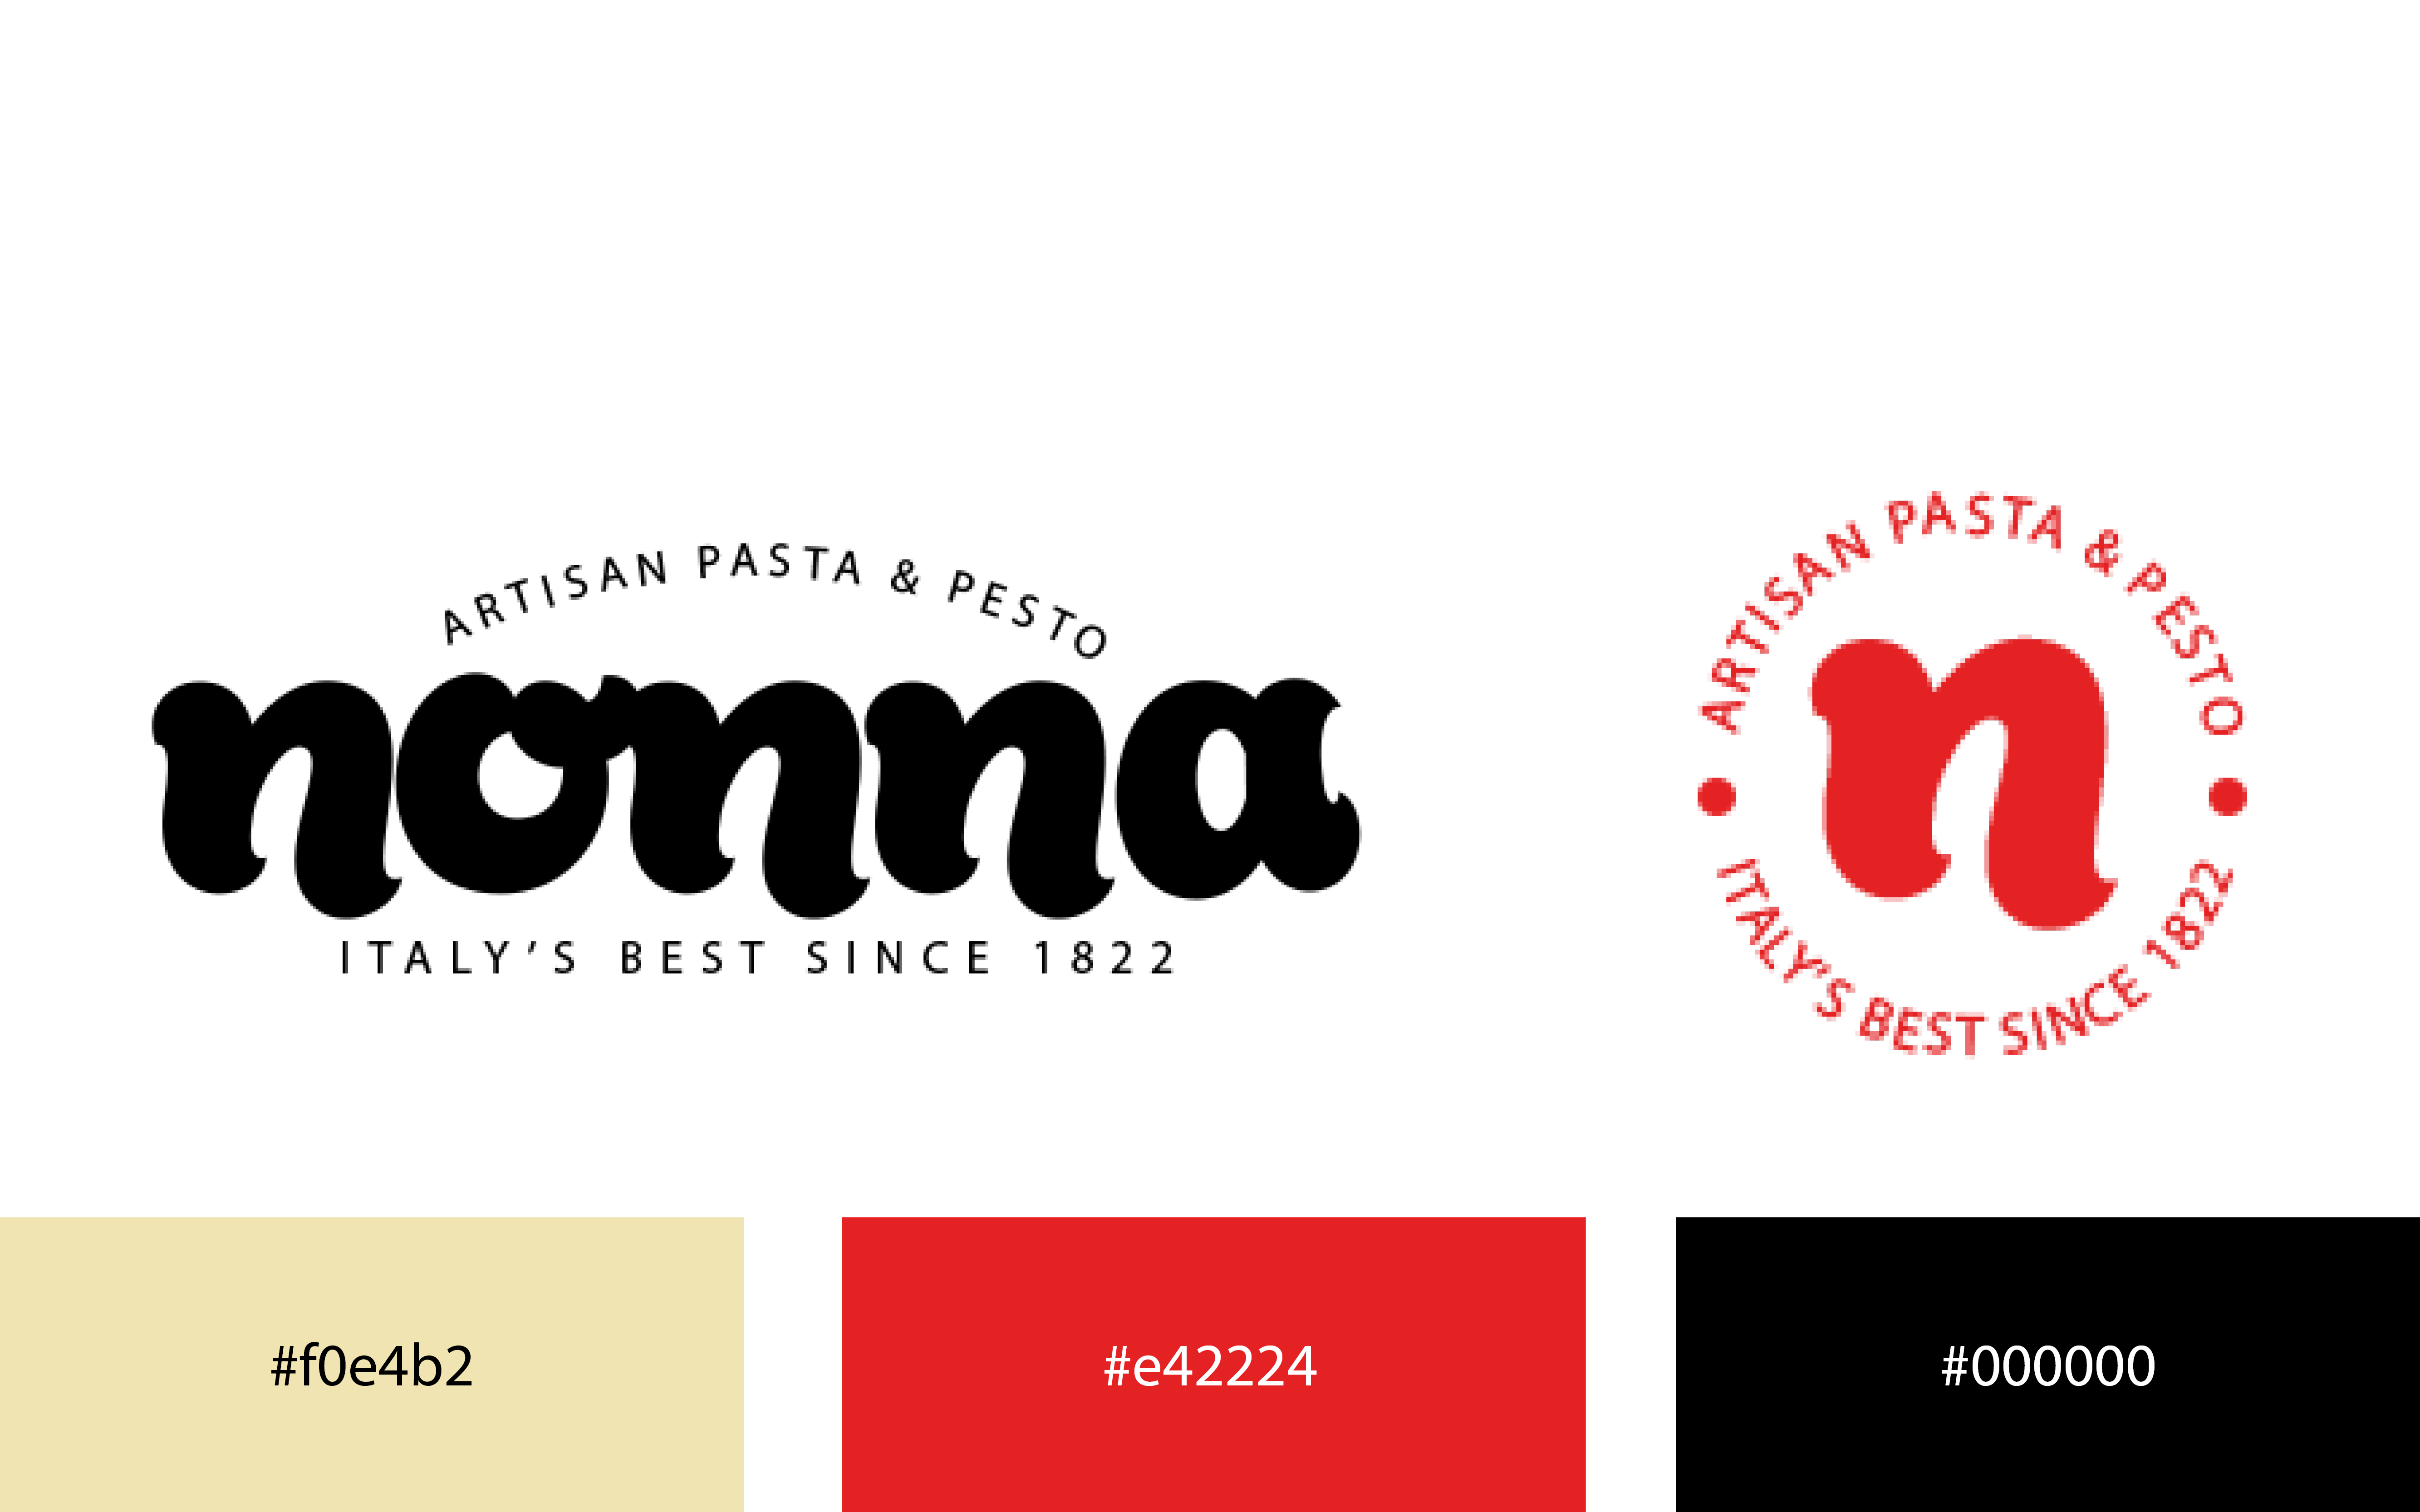 ARTISAN PASTA & PESTO
nonna
ITALY’S BEST SINCE 1822
ARTISAN PASTA & PESTO
n
ITALY’S BEST SINCE 1822
#f0e4b2
#e42224
#000000